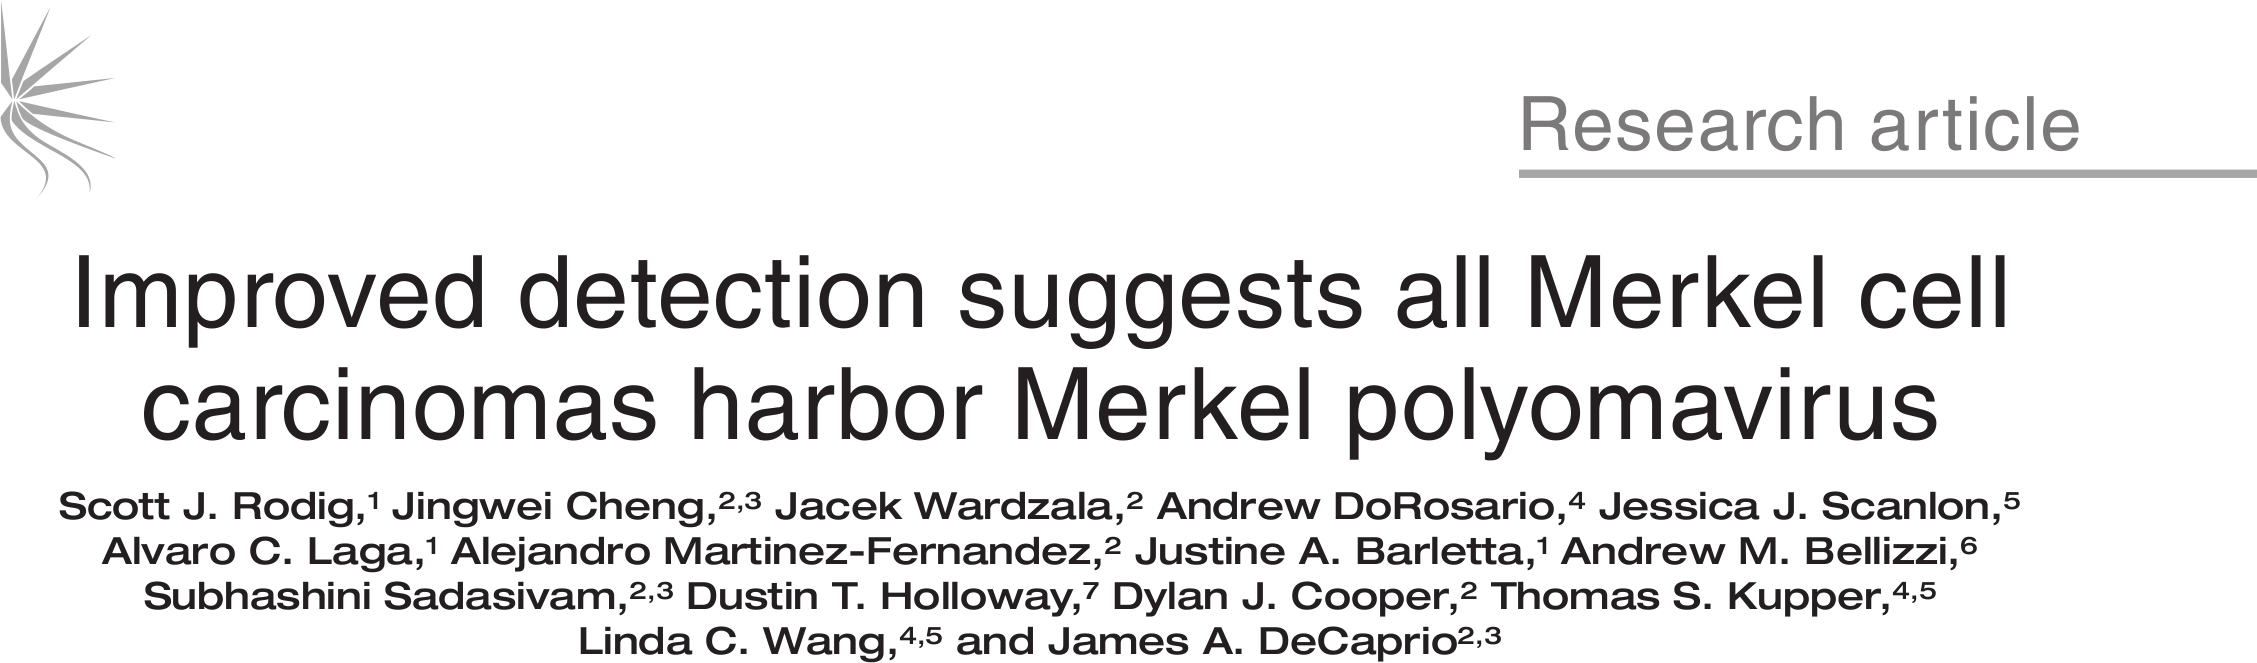 Research article
Improved detection suggests all Merkel cell
carcinomas harbor Merkel polyomavirus
Scott J. Rodig,¹ Jingwei Cheng,²,³ Jacek Wardzala,² Andrew DoRosario,⁴ Jessica J. Scanlon,⁵
Alvaro C. Laga,¹ Alejandro Martinez-Fernandez,² Justine A. Barletta,¹ Andrew M. Bellizzi,⁶
Subhashini Sadasivam,²,³ Dustin T. Holloway,⁷ Dylan J. Cooper,² Thomas S. Kupper,⁴,⁵
Linda C. Wang,⁴,⁵ and James A. DeCaprio²,³